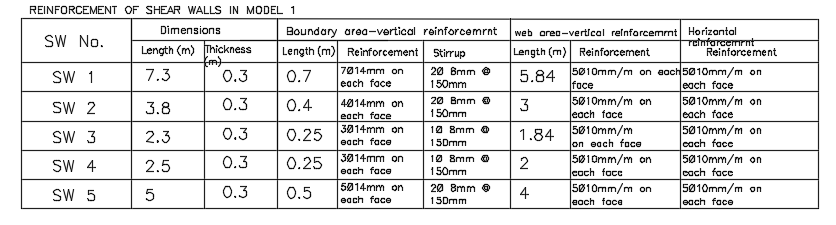 REINFORCEMENT OF SHEAR WALLS IN MODEL 1
SW No.
Dimensions
Boundary area-vertical reinforcemrnt
web area-vertical reinforcemrnt
Horizontal
reinforcemrnt
Length (m)
Thickness
(m)
Length (m)
Reinforcement
Stirrup
Length (m)
Reinforcement
Reinforcement
SW 1
7.3
0.3
0.7
7Ø14mm on
each face
2Ø 8mm @
150mm
5.84
5Ø10mm/m on each
face
5Ø10mm/m on
each face
SW 2
3.8
0.3
0.4
4Ø14mm on
each face
2Ø 8mm @
150mm
3
5Ø10mm/m on
each face
5Ø10mm/m on
each face
SW 3
2.3
0.3
0.25
3Ø14mm on
each face
1Ø 8mm @
150mm
1.84
5Ø10mm/m
on each face
5Ø10mm/m on
each face
SW 4
2.5
0.3
0.25
3Ø14mm on
each face
1Ø 8mm @
150mm
2
5Ø10mm/m on
each face
5Ø10mm/m on
each face
SW 5
5
0.3
0.5
5Ø14mm on
each face
2Ø 8mm @
150mm
4
5Ø10mm/m on
each face
5Ø10mm/m on
each face